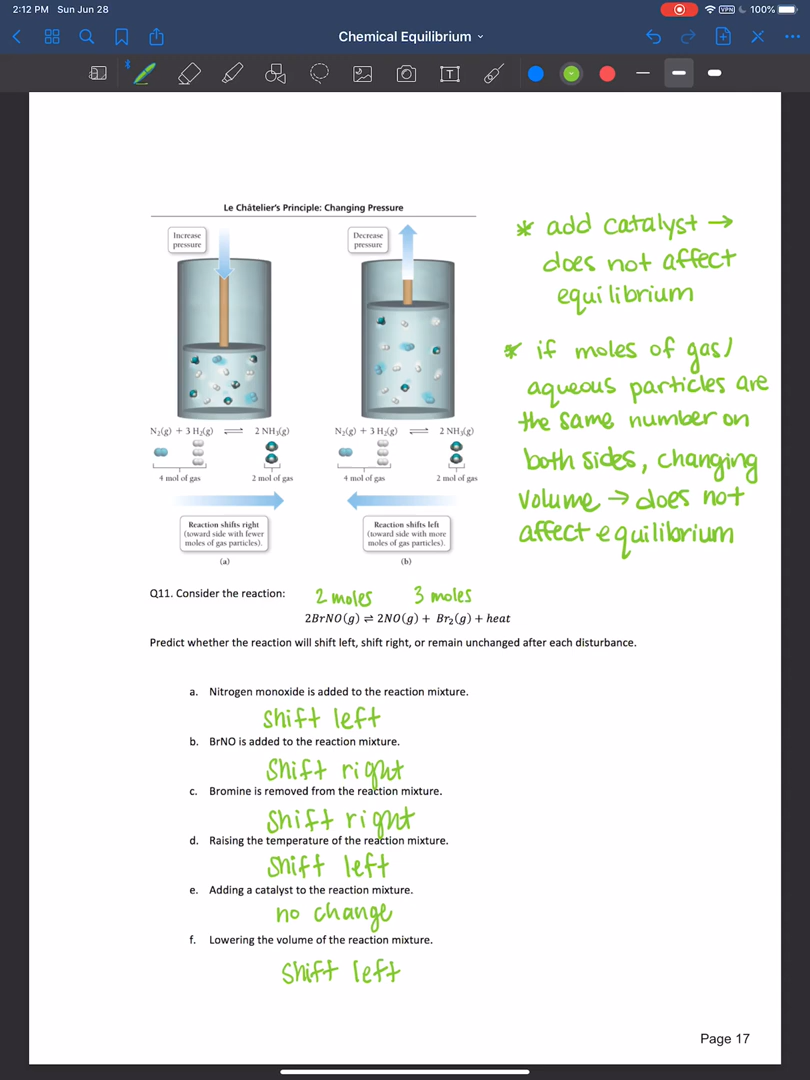 2:12 PM Sun Jun 28
VPN
100%
Chemical Equilibrium
T
Le Châtelier's Principle: Changing Pressure
Increase
pressure
Decrease
pressure
N₂(g) + 3 H₂(g) ⇌ 2 NH₃(g)
4 mol of gas 2 mol of gas
Reaction shifts right
(toward side with fewer
moles of gas particles).
(a)
N₂(g) + 3 H₂(g) ⇌ 2 NH₃(g)
4 mol of gas 2 mol of gas
Reaction shifts left
(toward side with more
moles of gas particles).
(b)
* add catalyst →
does not affect
equilibrium
* if moles of gas/
aqueous particles are
the same number on
both sides, changing
volume → does not
affect equilibrium
Q11. Consider the reaction:
2 moles 3 moles
2BrNO(g) ⇌ 2NO(g) + Br₂(g) + heat
Predict whether the reaction will shift left, shift right, or remain unchanged after each disturbance.
a. Nitrogen monoxide is added to the reaction mixture.
shift left
b. BrNO is added to the reaction mixture.
shift right
c. Bromine is removed from the reaction mixture.
shift right
d. Raising the temperature of the reaction mixture.
shift left
e. Adding a catalyst to the reaction mixture.
no change
f. Lowering the volume of the reaction mixture.
shift left
Page 17